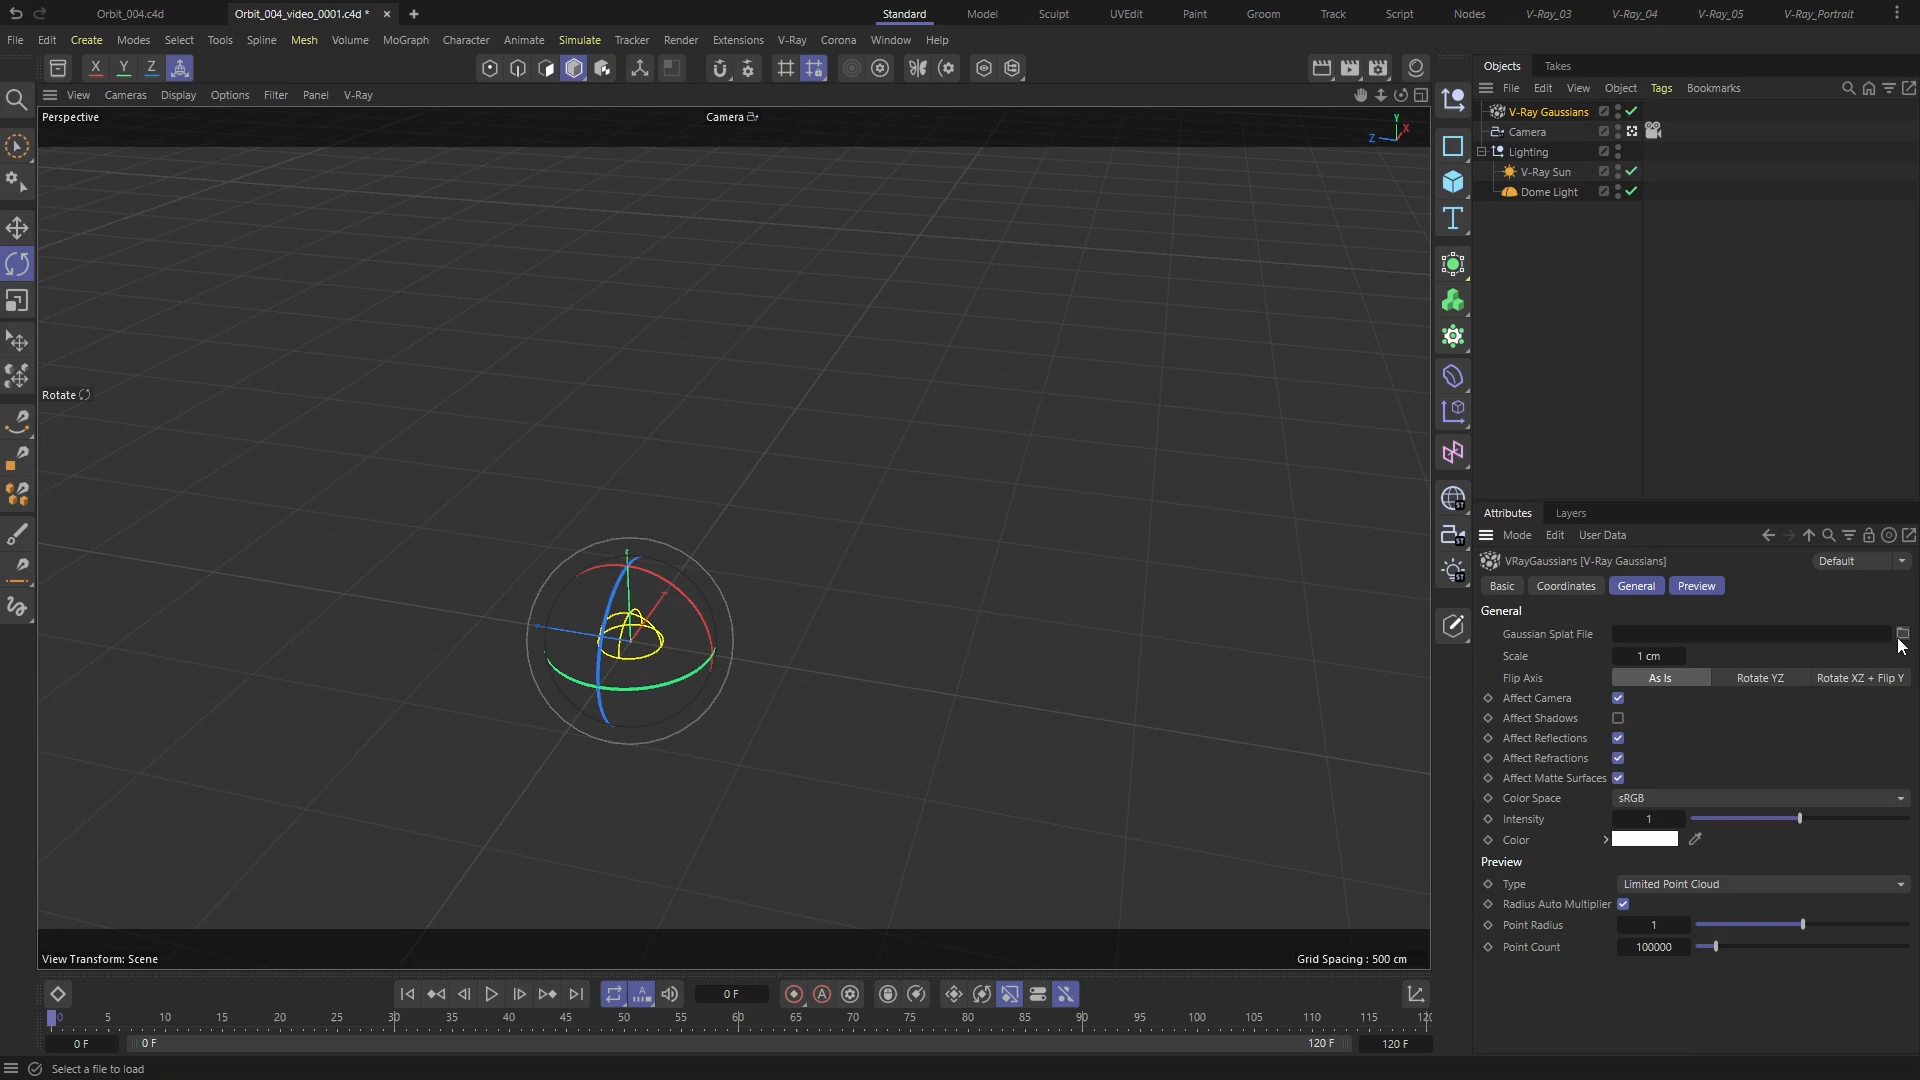 Orbit_004.c4d
Orbit_004_video_0001.c4d *
Standard Model Sculpt UVEdit Paint Groom Track Script Nodes V-Ray_03 V-Ray_04 V-Ray_05 V-Ray_Portrait
File Edit Create Modes Select Tools Spline Mesh Volume MoGraph Character Animate Simulate Tracker Render Extensions V-Ray Corona Window Help
X Y Z
View Cameras Display Options Filter Panel V-Ray
Perspective
Camera
Y
X
Z
Rotate
View Transform: Scene
Grid Spacing : 500 cm
Objects Takes
File Edit View Object Tags Bookmarks
V-Ray Gaussians
Camera
Lighting
V-Ray Sun
Dome Light
T
ST
ST
ST
Attributes Layers
Mode Edit User Data
VRayGaussians [V-Ray Gaussians]
Default
Basic Coordinates General Preview
General
Gaussian Splat File
Scale 1 cm
Flip Axis As Is Rotate YZ Rotate XZ + Flip Y
Affect Camera
Affect Shadows
Affect Reflections
Affect Refractions
Affect Matte Surfaces
Color Space sRGB
Intensity 1
Color
Preview
Type Limited Point Cloud
Radius Auto Multiplier
Point Radius 1
Point Count 100000
A
0 F
A
0 5 10 15 20 25 30 35 40 45 50 55 60 65 70 75 80 85 90 95 100 105 110 115 120
0 F 0 F 120 F 120 F
Select a file to load